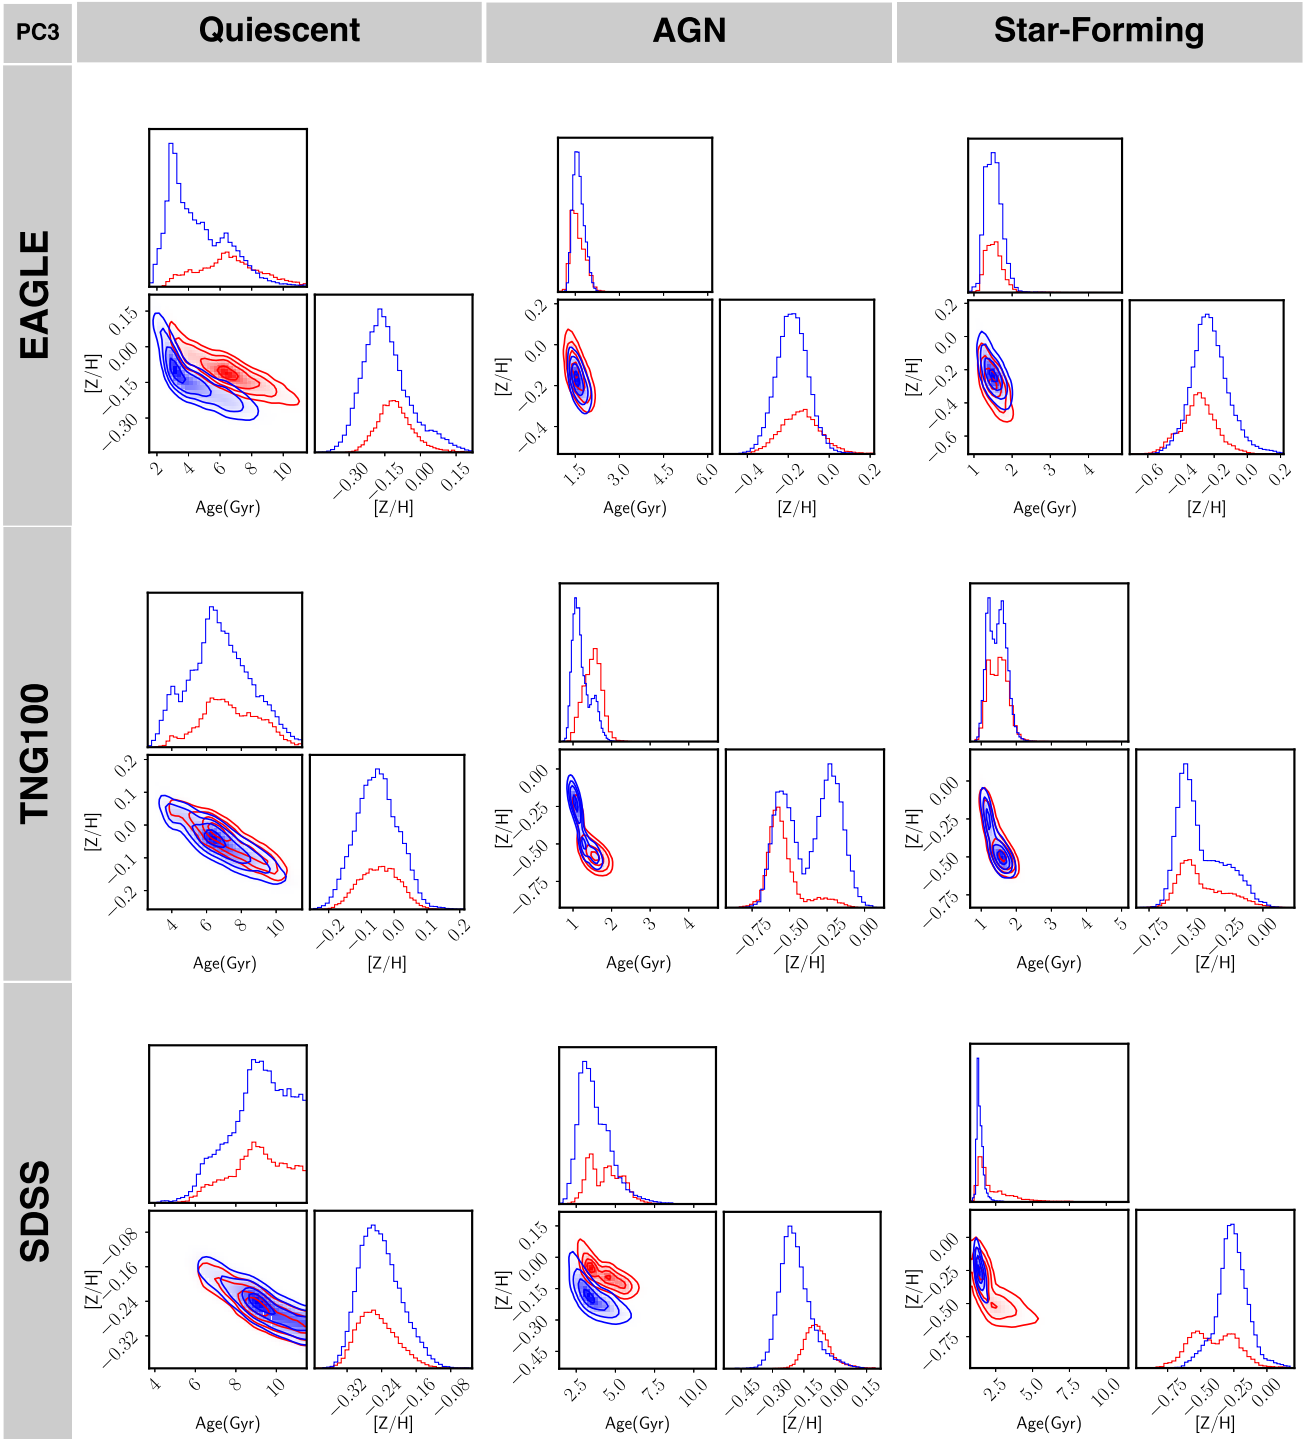 PC3 Quiescent AGN Star-Forming
EAGLE
[Z/H]
0.15
0.00
−0.15
−0.30
2 4 6 8 10
Age(Gyr)
−0.30 −0.15 0.00 0.15
[Z/H]
[Z/H]
0.2
0.0
−0.2
−0.4
1.5 3.0 4.5 6.0
Age(Gyr)
−0.4 −0.2 0.0 0.2
[Z/H]
[Z/H]
0.2
0.0
−0.2
−0.4
−0.6
1 2 3 4
Age(Gyr)
−0.6 −0.4 −0.2 0.0 0.2
[Z/H]
TNG100
[Z/H]
0.2
0.1
0.0
−0.1
−0.2
4 6 8 10
Age(Gyr)
−0.2 −0.1 0.0 0.1 0.2
[Z/H]
[Z/H]
0.00
−0.25
−0.50
−0.75
1 2 3 4
Age(Gyr)
−0.75 −0.50 −0.25 0.00
[Z/H]
[Z/H]
0.00
−0.25
−0.50
−0.75
1 2 3 4 5
Age(Gyr)
−0.75 −0.50 −0.25 0.00
[Z/H]
SDSS
[Z/H]
−0.08
−0.16
−0.24
−0.32
4 6 8 10
Age(Gyr)
−0.32 −0.24 −0.16 −0.08
[Z/H]
[Z/H]
0.15
0.00
−0.15
−0.30
−0.45
2.5 5.0 7.5 10.0
Age(Gyr)
−0.45 −0.30 −0.15 0.00 0.15
[Z/H]
[Z/H]
0.00
−0.25
−0.50
−0.75
2.5 5.0 7.5 10.0
Age(Gyr)
−0.75 −0.50 −0.25 0.00
[Z/H]